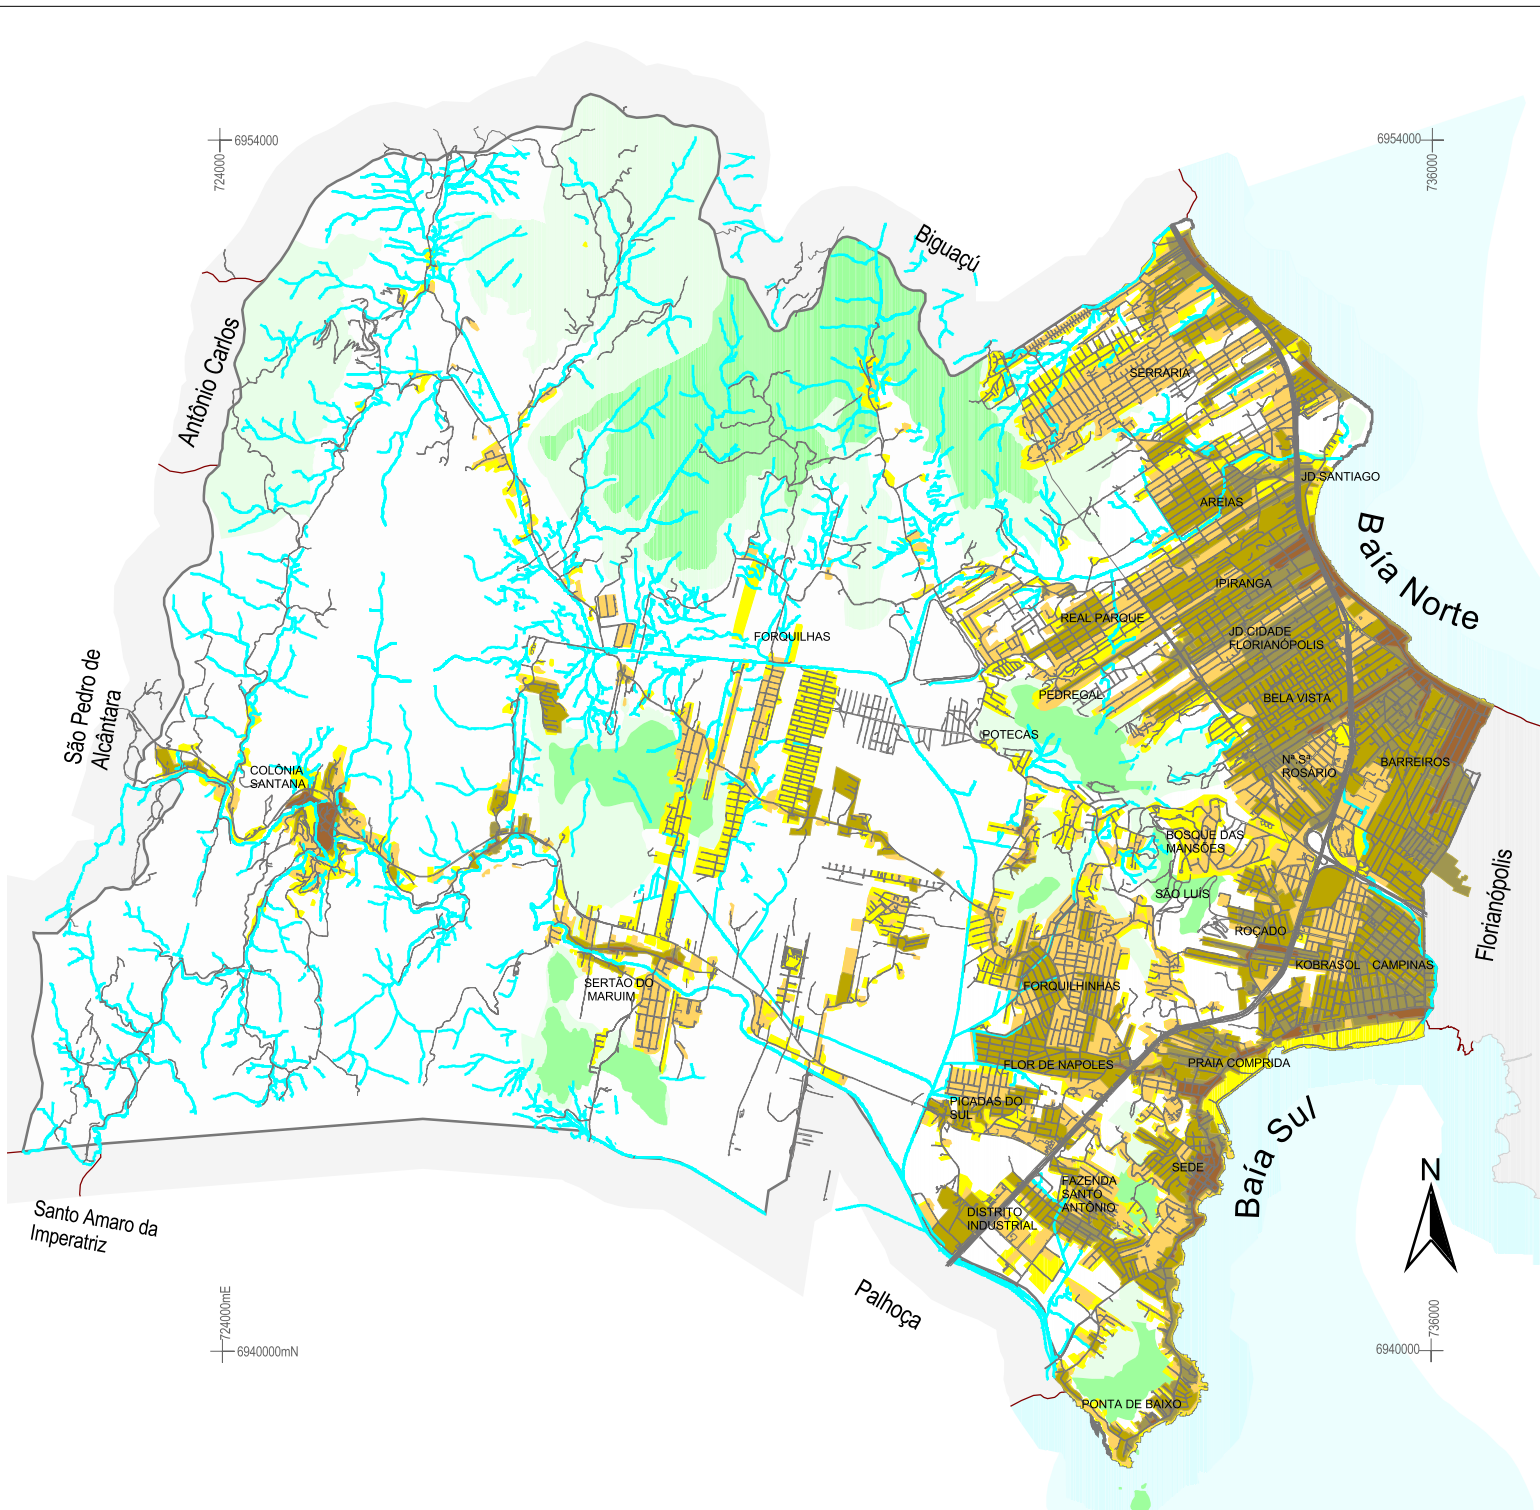 6954000
724000
6954000
736000
Biguaçú
Antônio Carlos
SERRARIA
JD.SANTIAGO
AREIAS
Baía Norte
IPIRANGA
REAL PARQUE
JD CIDADE
FLORIANÓPOLIS
FORQUILHAS
São Pedro de
Alcântara
PEDREGAL
BELA VISTA
POTECAS
Nª Sª
ROSÁRIO
BARREIROS
COLÔNIA
SANTANA
BOSQUE DAS
MANSÕES
SÃO LUÍS
Florianópolis
ROÇADO
KOBRASOL
CAMPINAS
SERTÃO DO
MARUIM
FORQUILHINHAS
FLOR DE NAPOLES
PRAIA COMPRIDA
PICADAS DO
SUL
Baía Sul
SEDE
N
FAZENDA
SANTO
ANTÔNIO
DISTRITO
INDUSTRIAL
Santo Amaro da
Imperatriz
Palhoça
724000mE
6940000mN
736000
6940000
PONTA DE BAIXO